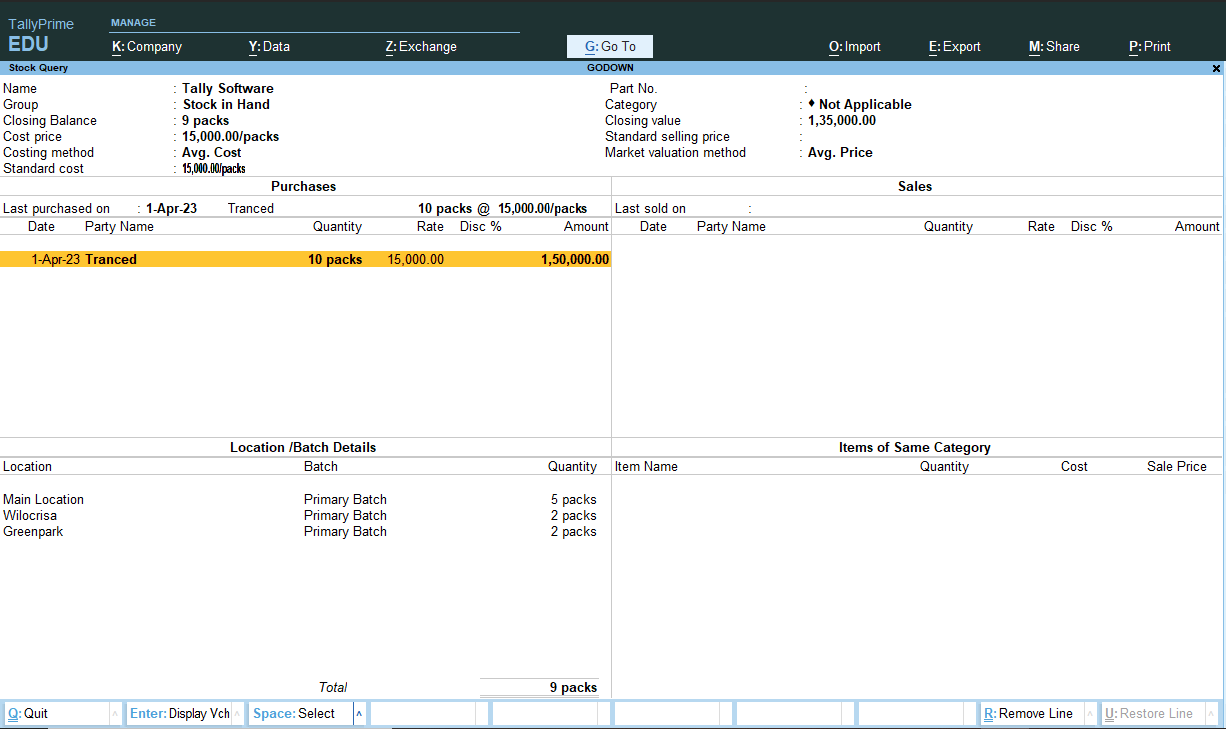 TallyPrime
EDU
MANAGE
K: Company Y: Data Z: Exchange G: Go To O: Import E: Export M: Share P: Print
Stock Query GODOWN ×
Name : Tally Software Part No. :
Group : Stock in Hand Category : ♦ Not Applicable
Closing Balance : 9 packs Closing value : 1,35,000.00
Cost price : 15,000.00/packs Standard selling price :
Costing method : Avg. Cost Market valuation method : Avg. Price
Standard cost : 15,000.00/packs
Purchases Sales
Last purchased on : 1-Apr-23 Tranced 10 packs @ 15,000.00/packs Last sold on :
Date Party Name Quantity Rate Disc % Amount Date Party Name Quantity Rate Disc % Amount
1-Apr-23 Tranced 10 packs 15,000.00 1,50,000.00
Location /Batch Details Items of Same Category
Location Batch Quantity Item Name Quantity Cost Sale Price
Main Location Primary Batch 5 packs
Wilocrisa Primary Batch 2 packs
Greenpark Primary Batch 2 packs
Total 9 packs
Q: Quit ^ Enter: Display Vch ^ Space: Select ^ R: Remove Line ^ U: Restore Line ^